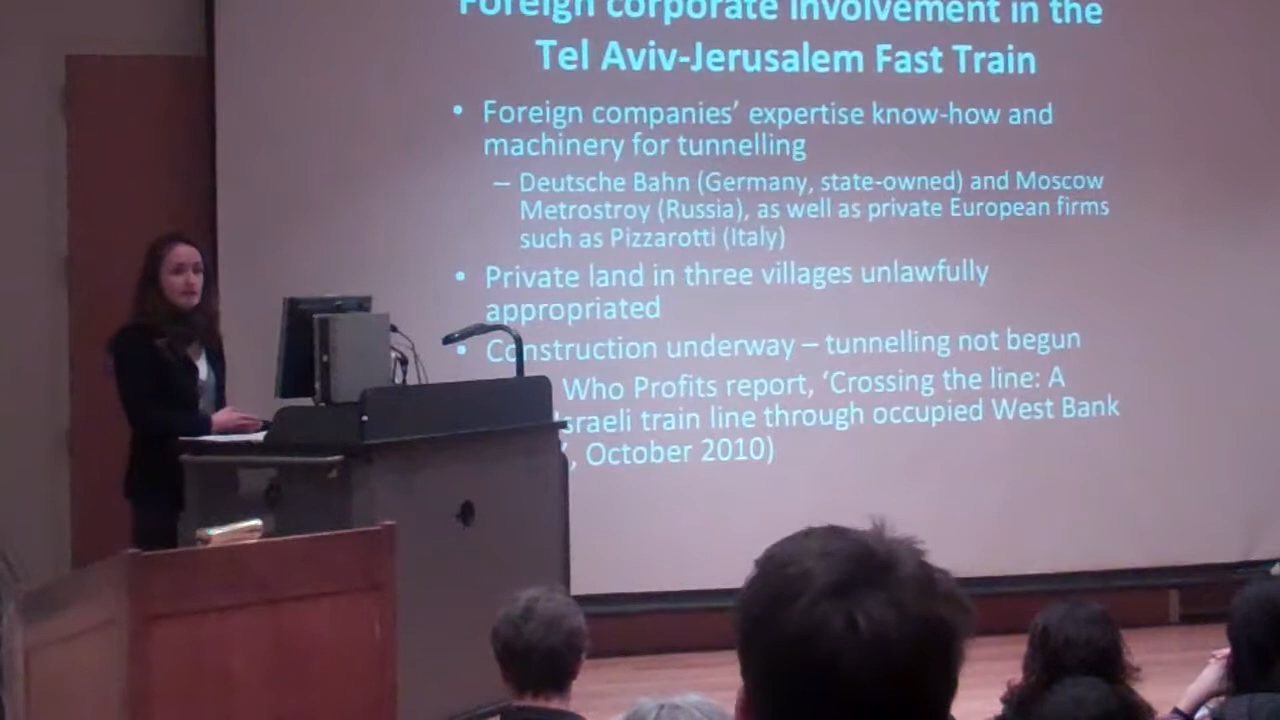 Foreign corporate involvement in the
Tel Aviv-Jerusalem Fast Train
• Foreign companies’ expertise know-how and
machinery for tunnelling
– Deutsche Bahn (Germany, state-owned) and Moscow
Metrostroy (Russia), as well as private European firms
such as Pizzarotti (Italy)
• Private land in three villages unlawfully
appropriated
• Construction underway – tunnelling not begun
Who Profits report, ‘Crossing the line: A
sraeli train line through occupied West Bank
, October 2010)